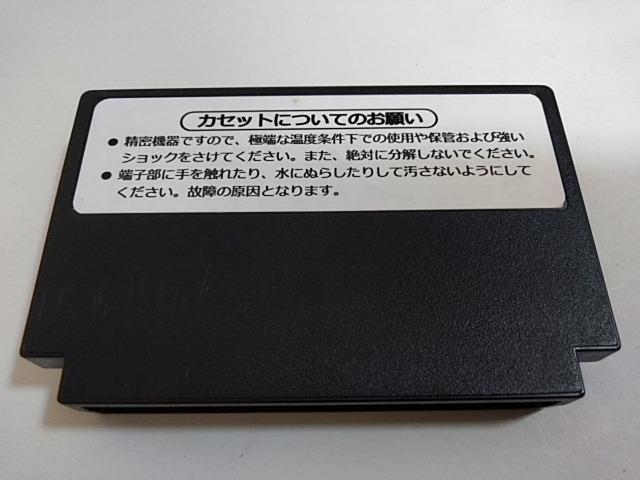 カセットについてのお願い
● 精密機器ですので、極端な温度条件下での使用や保管および強い
ショックをさけてください。また、絶対に分解しないでください。
● 端子部に手を触れたり、水にぬらしたりして汚さないようにして
ください。故障の原因となります。